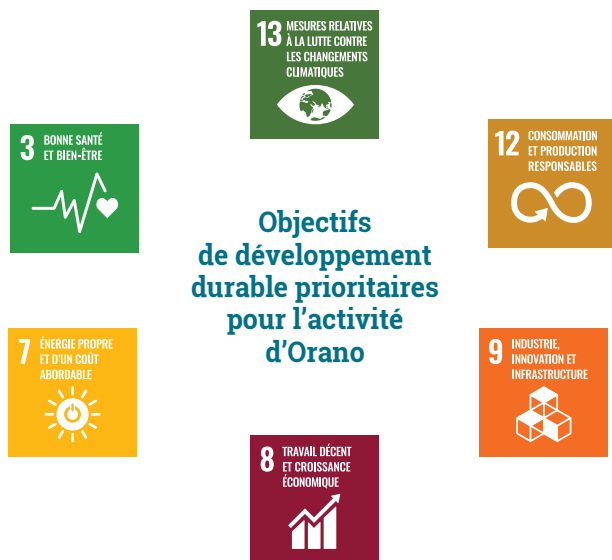 13 MESURES RELATIVES
À LA LUTTE CONTRE
LES CHANGEMENTS
CLIMATIQUES
3 BONNE SANTÉ
ET BIEN-ÊTRE
12 CONSOMMATION
ET PRODUCTION
RESPONSABLES
Objectifs
de développement
durable prioritaires
pour l'activité
d'Orano
7 ÉNERGIE PROPRE
ET D'UN COÛT
ABORDABLE
9 INDUSTRIE,
INNOVATION ET
INFRASTRUCTURE
8 TRAVAIL DÉCENT
ET CROISSANCE
ÉCONOMIQUE